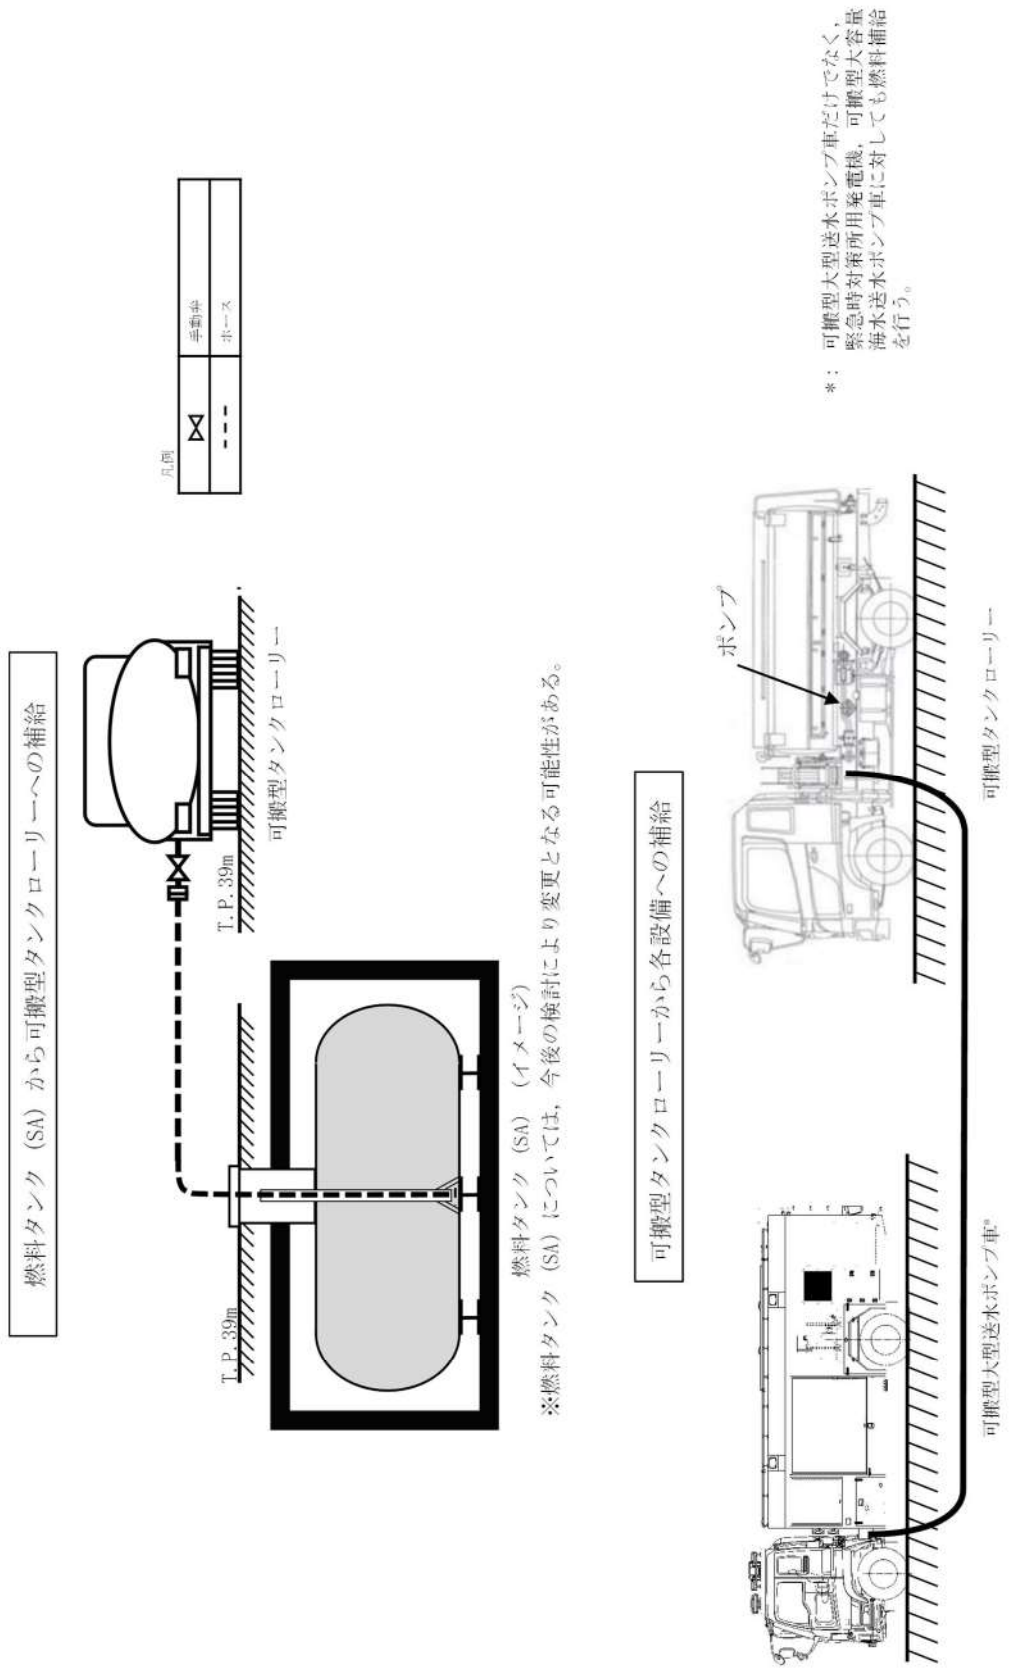 燃料タンク（SA）から可搬型タンクローリーへの補給
凡例
手動弁
ホース
T.P.39m
T.P.39m
可搬型タンクローリー
燃料タンク（SA）（イメージ）
※燃料タンク（SA）については，今後の検討により変更となる可能性がある。
可搬型タンクローリーから各設備への補給
ポンプ
可搬型大型送水ポンプ車*
可搬型タンクローリー
*：可搬型大型送水ポンプ車だけでなく，
緊急時対策所用発電機，可搬型大容量
海水送水ポンプ車に対しても燃料補給
を行う。